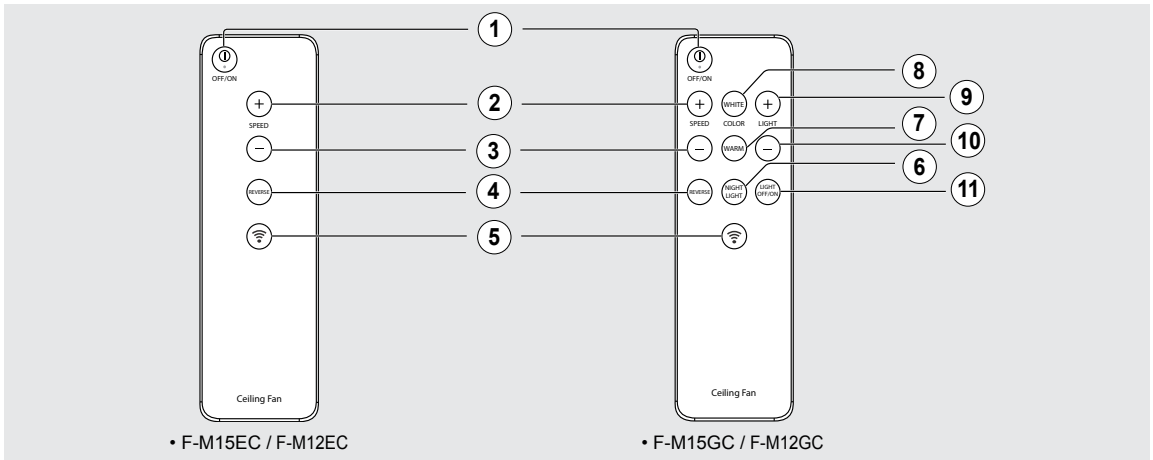 1
OFF/ON
OFF/ON
8
2
9
SPEED
WHITE
SPEED
COLOR
LIGHT
3
7
WARM
10
4
6
REVERSE
REVERSE
NIGHT
LIGHT
LIGHT
OFF/ON
11
5
Ceiling Fan
Ceiling Fan
• F-M15EC / F-M12EC
• F-M15GC / F-M12GC